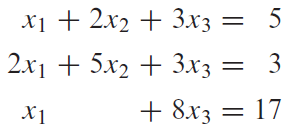 x₁ + 2x₂ + 3x₃ = 5
2x₁ + 5x₂ + 3x₃ = 3
x₁ + 8x₃ = 17